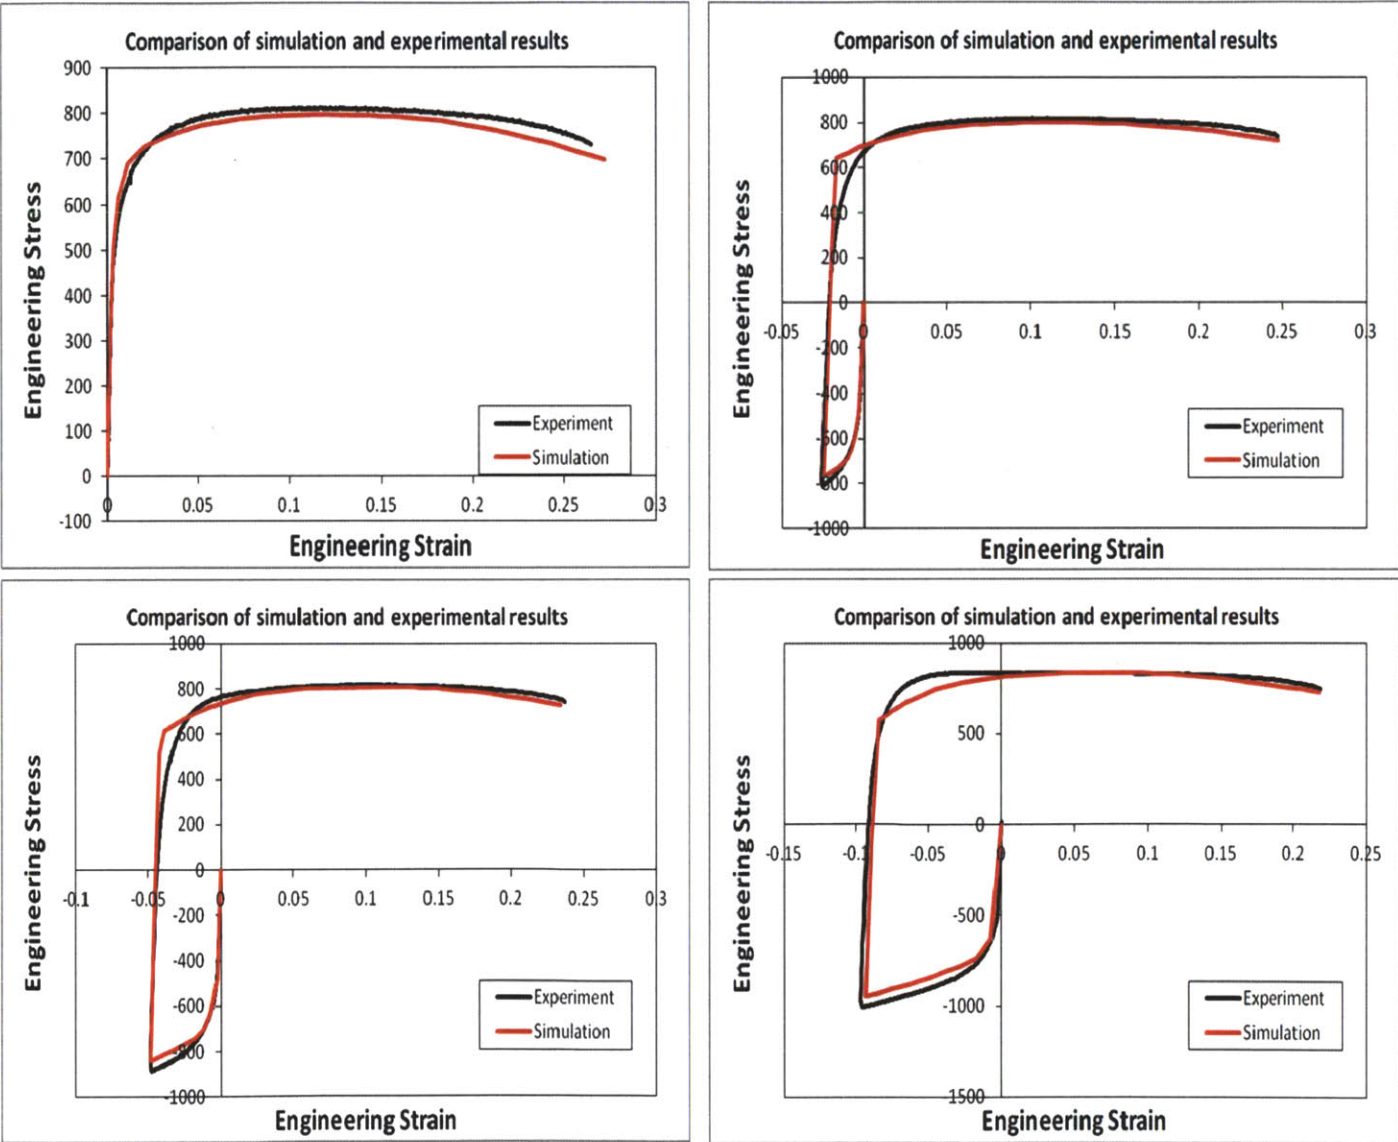 Comparison of simulation and experimental results
900
800
700
600
500
400
300
200
100
0
-100
0 0.05 0.1 0.15 0.2 0.25 0.3
Engineering Stress
Engineering Strain
Experiment
Simulation
Comparison of simulation and experimental results
1000
800
600
400
200
0
-200
-400
-600
-800
-1000
-0.05 0 0.05 0.1 0.15 0.2 0.25 0.3
Engineering Stress
Engineering Strain
Experiment
Simulation
Comparison of simulation and experimental results
1000
800
600
400
200
0
-200
-400
-600
-800
-1000
-0.1 -0.05 0 0.05 0.1 0.15 0.2 0.25 0.3
Engineering Stress
Engineering Strain
Experiment
Simulation
Comparison of simulation and experimental results
1000
500
0
-500
-1000
-1500
-0.15 -0.1 -0.05 0 0.05 0.1 0.15 0.2 0.25
Engineering Stress
Engineering Strain
Experiment
Simulation